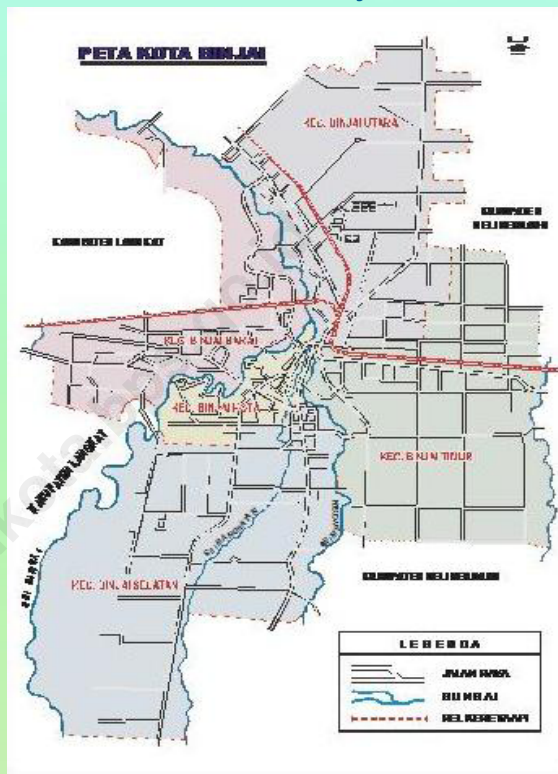 PETA KOTA BINJAI
KEC. BINJAI UTARA
KABUPATEN LANGKAT
KABUPATEN
DELI SERDANG
KEC. BINJAI BARAT
KEC. BINJAI KOTA
KEC. BINJAI TIMUR
KABUPATEN LANGKAT
KEC. BINJAI SELATAN
KABUPATEN DELI SERDANG
LEGENDA
JALAN RAYA
SUNGAI
REL KERETA API